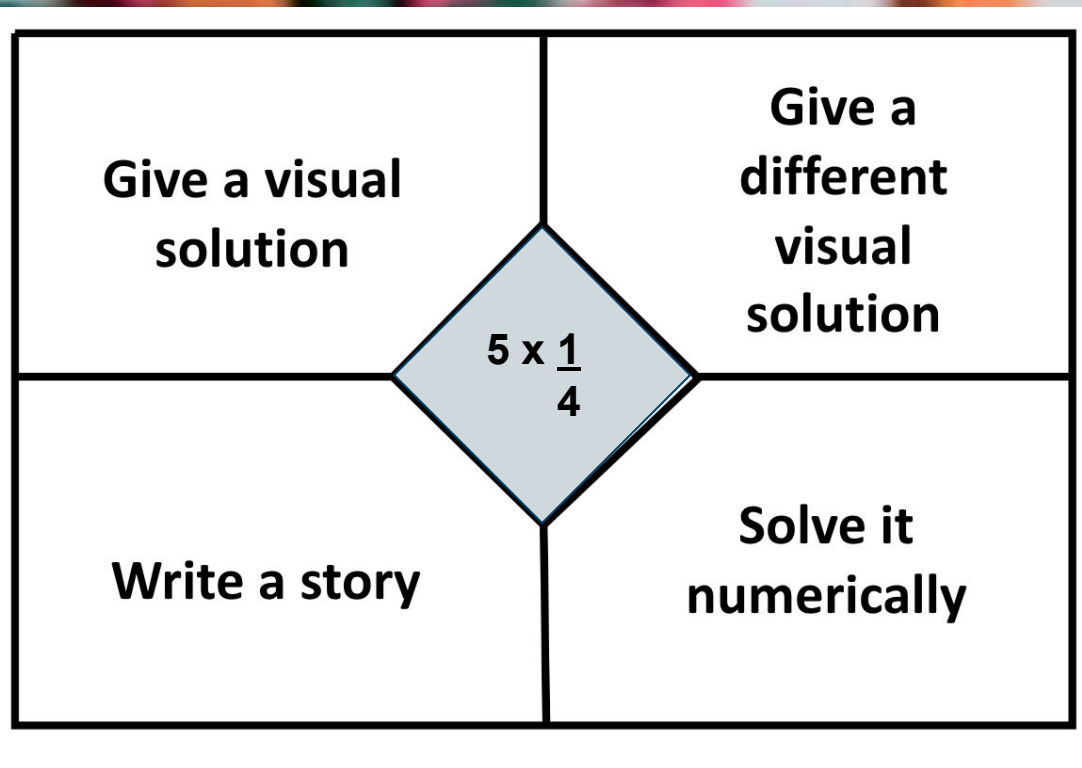 Give a visual
solution
Give a
different
visual
solution
5 x 1
4
Write a story
Solve it
numerically